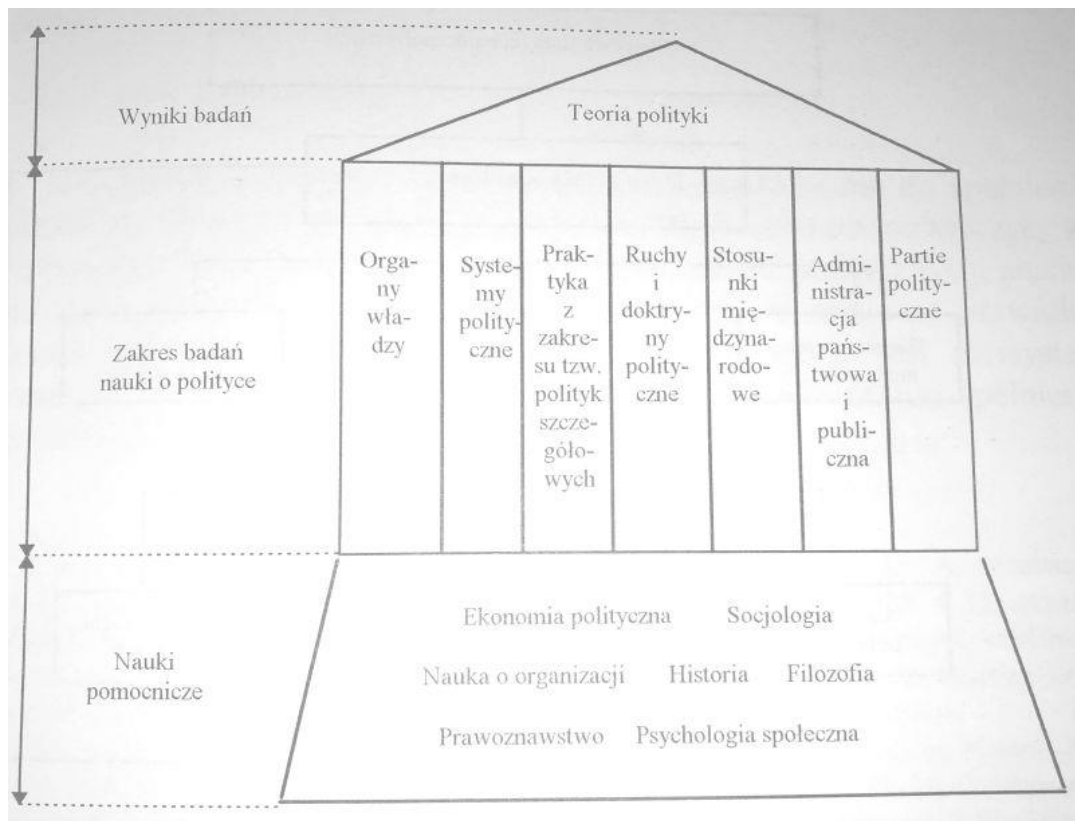 Wyniki badań
Teoria polityki
Zakres badań
nauki o polityce
Orga-
ny
wła-
dzy
Syste-
my
polity-
czne
Prak-
tyka
z
zakre-
su tzw.
polityk
szcze-
góło-
wych
Ruchy
i
doktry-
ny
polity-
czne
Stosu-
nki
mię-
dzyna-
rodo-
we
Admi-
nistra-
cja
pańs-
twowa
i
publi-
czna
Partie
polity-
czne
Nauki
pomocnicze
Ekonomia polityczna Socjologia
Nauka o organizacji Historia Filozofia
Prawoznawstwo Psychologia społeczna